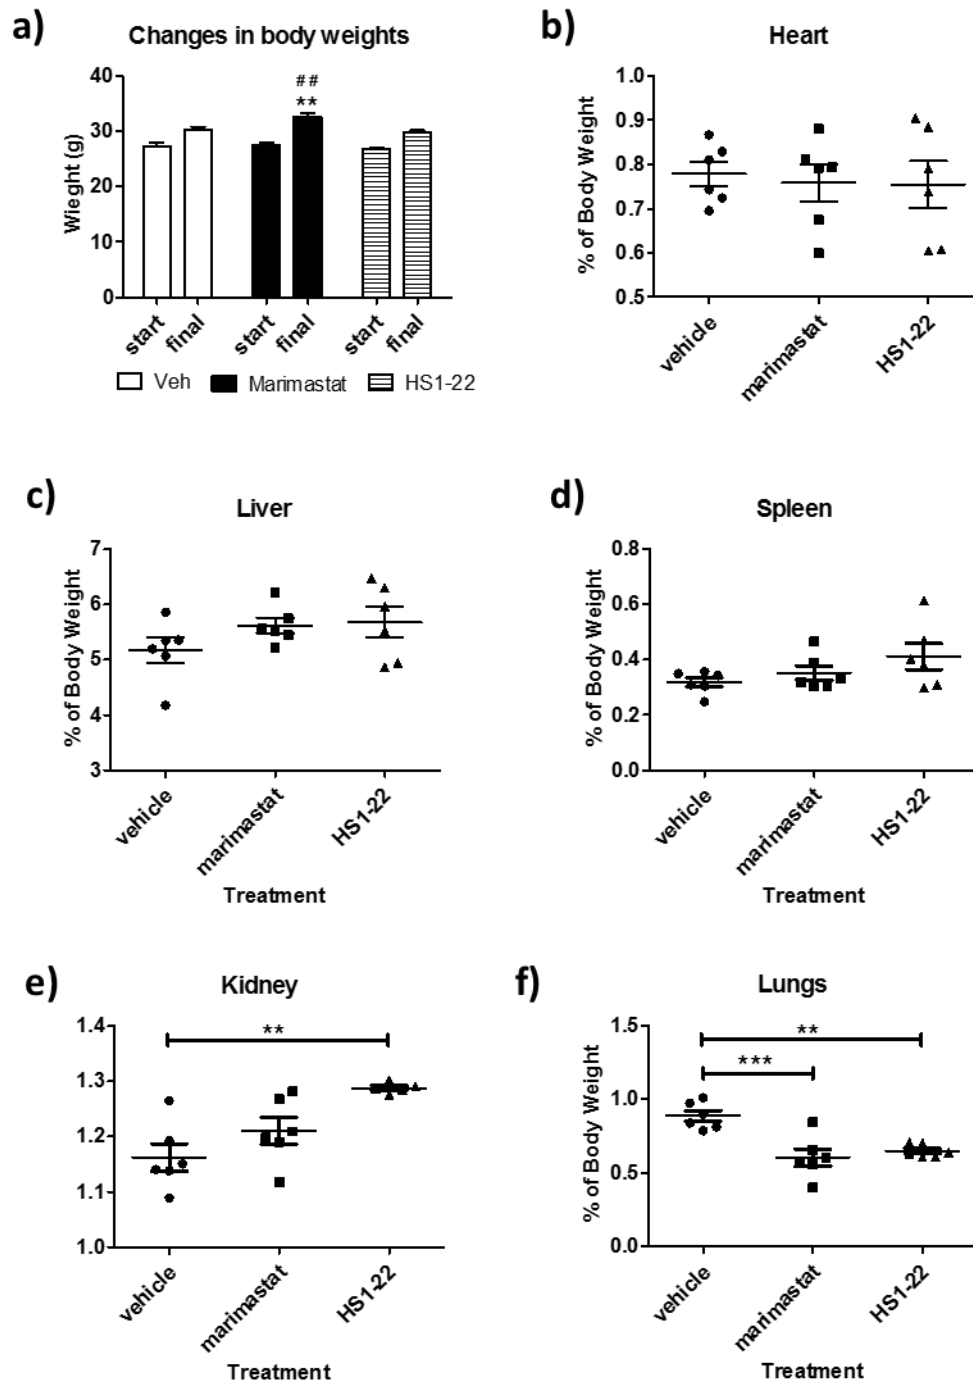 a)
Changes in body weights
Wieght (g)
40
30
20
10
0
##
**
start
final
start
final
start
final
Veh
Marimastat
HS1-22
b)
Heart
% of Body Weight
1.0
0.9
0.8
0.7
0.6
0.5
vehicle
marimastat
HS1-22
c)
Liver
% of Body Weight
7
6
5
4
3
vehicle
marimastat
HS1-22
Treatment
d)
Spleen
% of Body Weight
0.8
0.6
0.4
0.2
0.0
vehicle
marimastat
HS1-22
Treatment
e)
Kidney
1.4
1.3
1.2
1.1
1.0
**
vehicle
marimastat
HS1-22
Treatment
f)
Lungs
% of Body Weight
1.5
1.0
0.5
0.0
**
***
vehicle
marimastat
HS1-22
Treatment